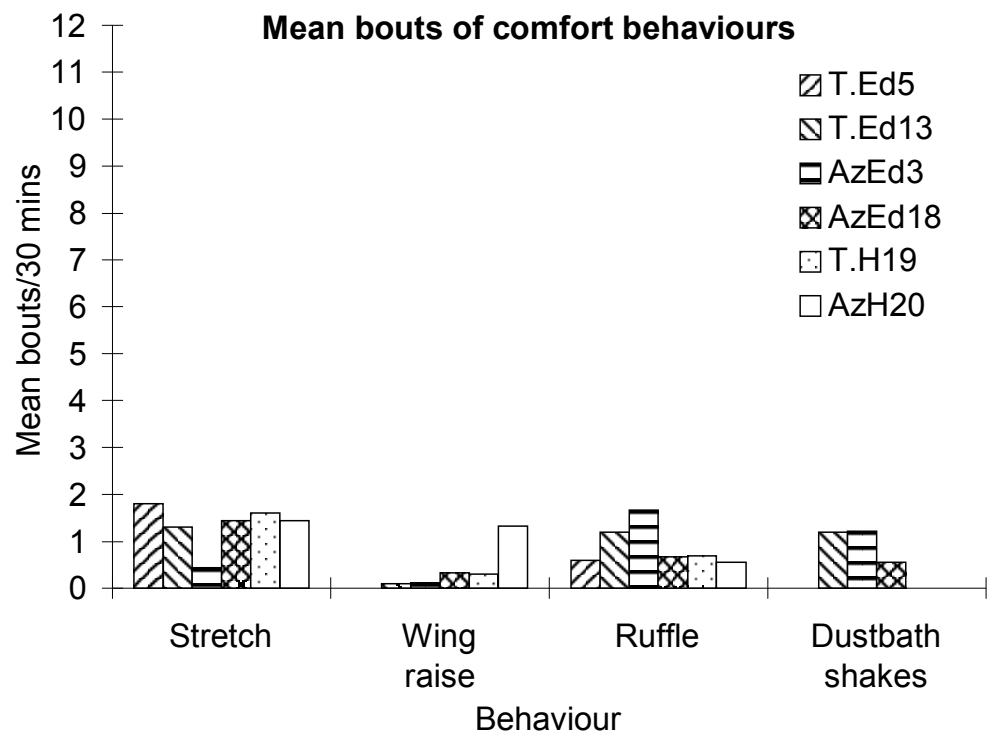 Mean bouts of comfort behaviours
12
11
10
9
8
7
6
5
4
3
2
1
0
Mean bouts/30 mins
T.Ed5
T.Ed13
AzEd3
AzEd18
T.H19
AzH20
Stretch
Wing
raise
Ruffle
Dustbath
shakes
Behaviour